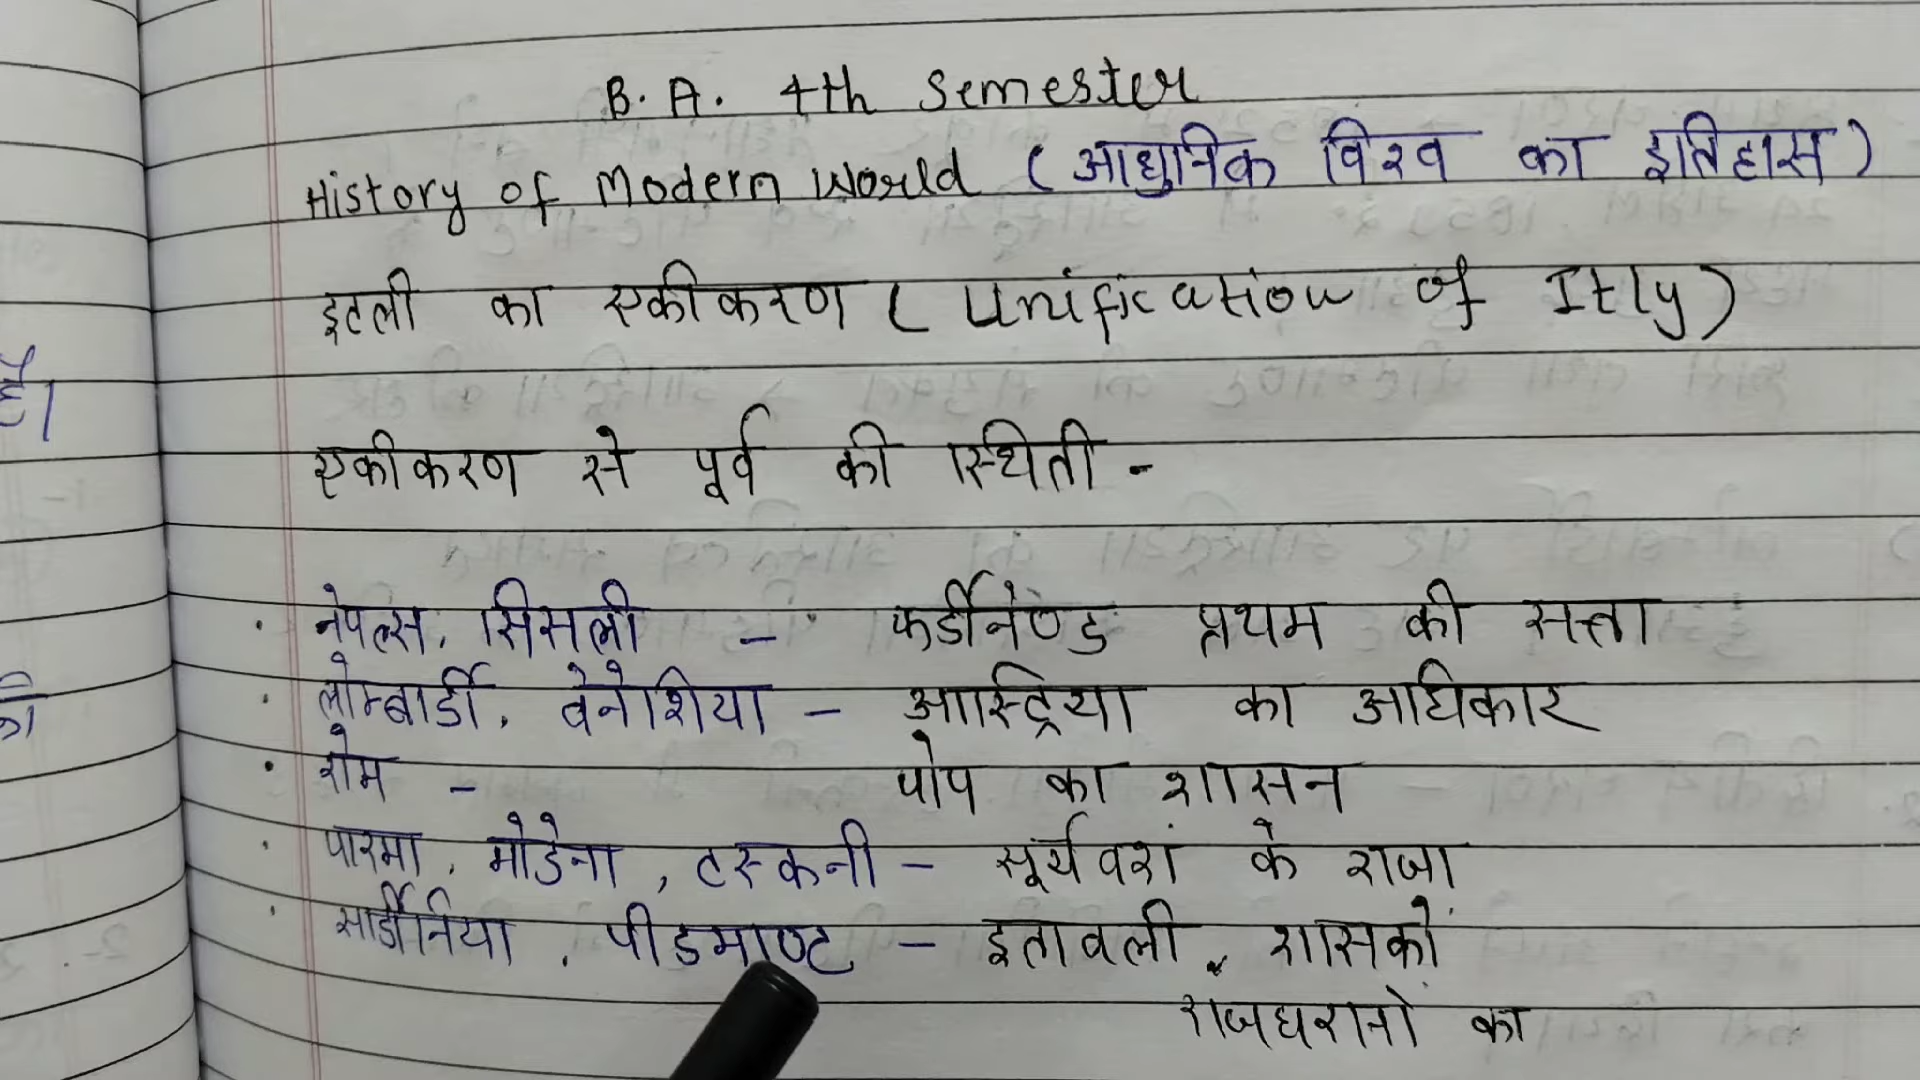 B. A. 4th Semester
History of Modern World (आधुनिक विश्व का इतिहास)
इटली का एकीकरण (Unification of Itly)
एकीकरण से पूर्व की स्थिती -
· नेपल्स, सिसली - फर्डीनेण्ड प्रथम की सत्ता
· लोम्बार्डी, वेनेशिया - आस्ट्रिया का अधिकार
· रोम - पोप का शासन
· पारमा, मोडेना, टस्कनी - सूर्यवशं के राजा
· सार्डीनिया, पीडमाण्ट - इतावली शासकों
राजघरानो का